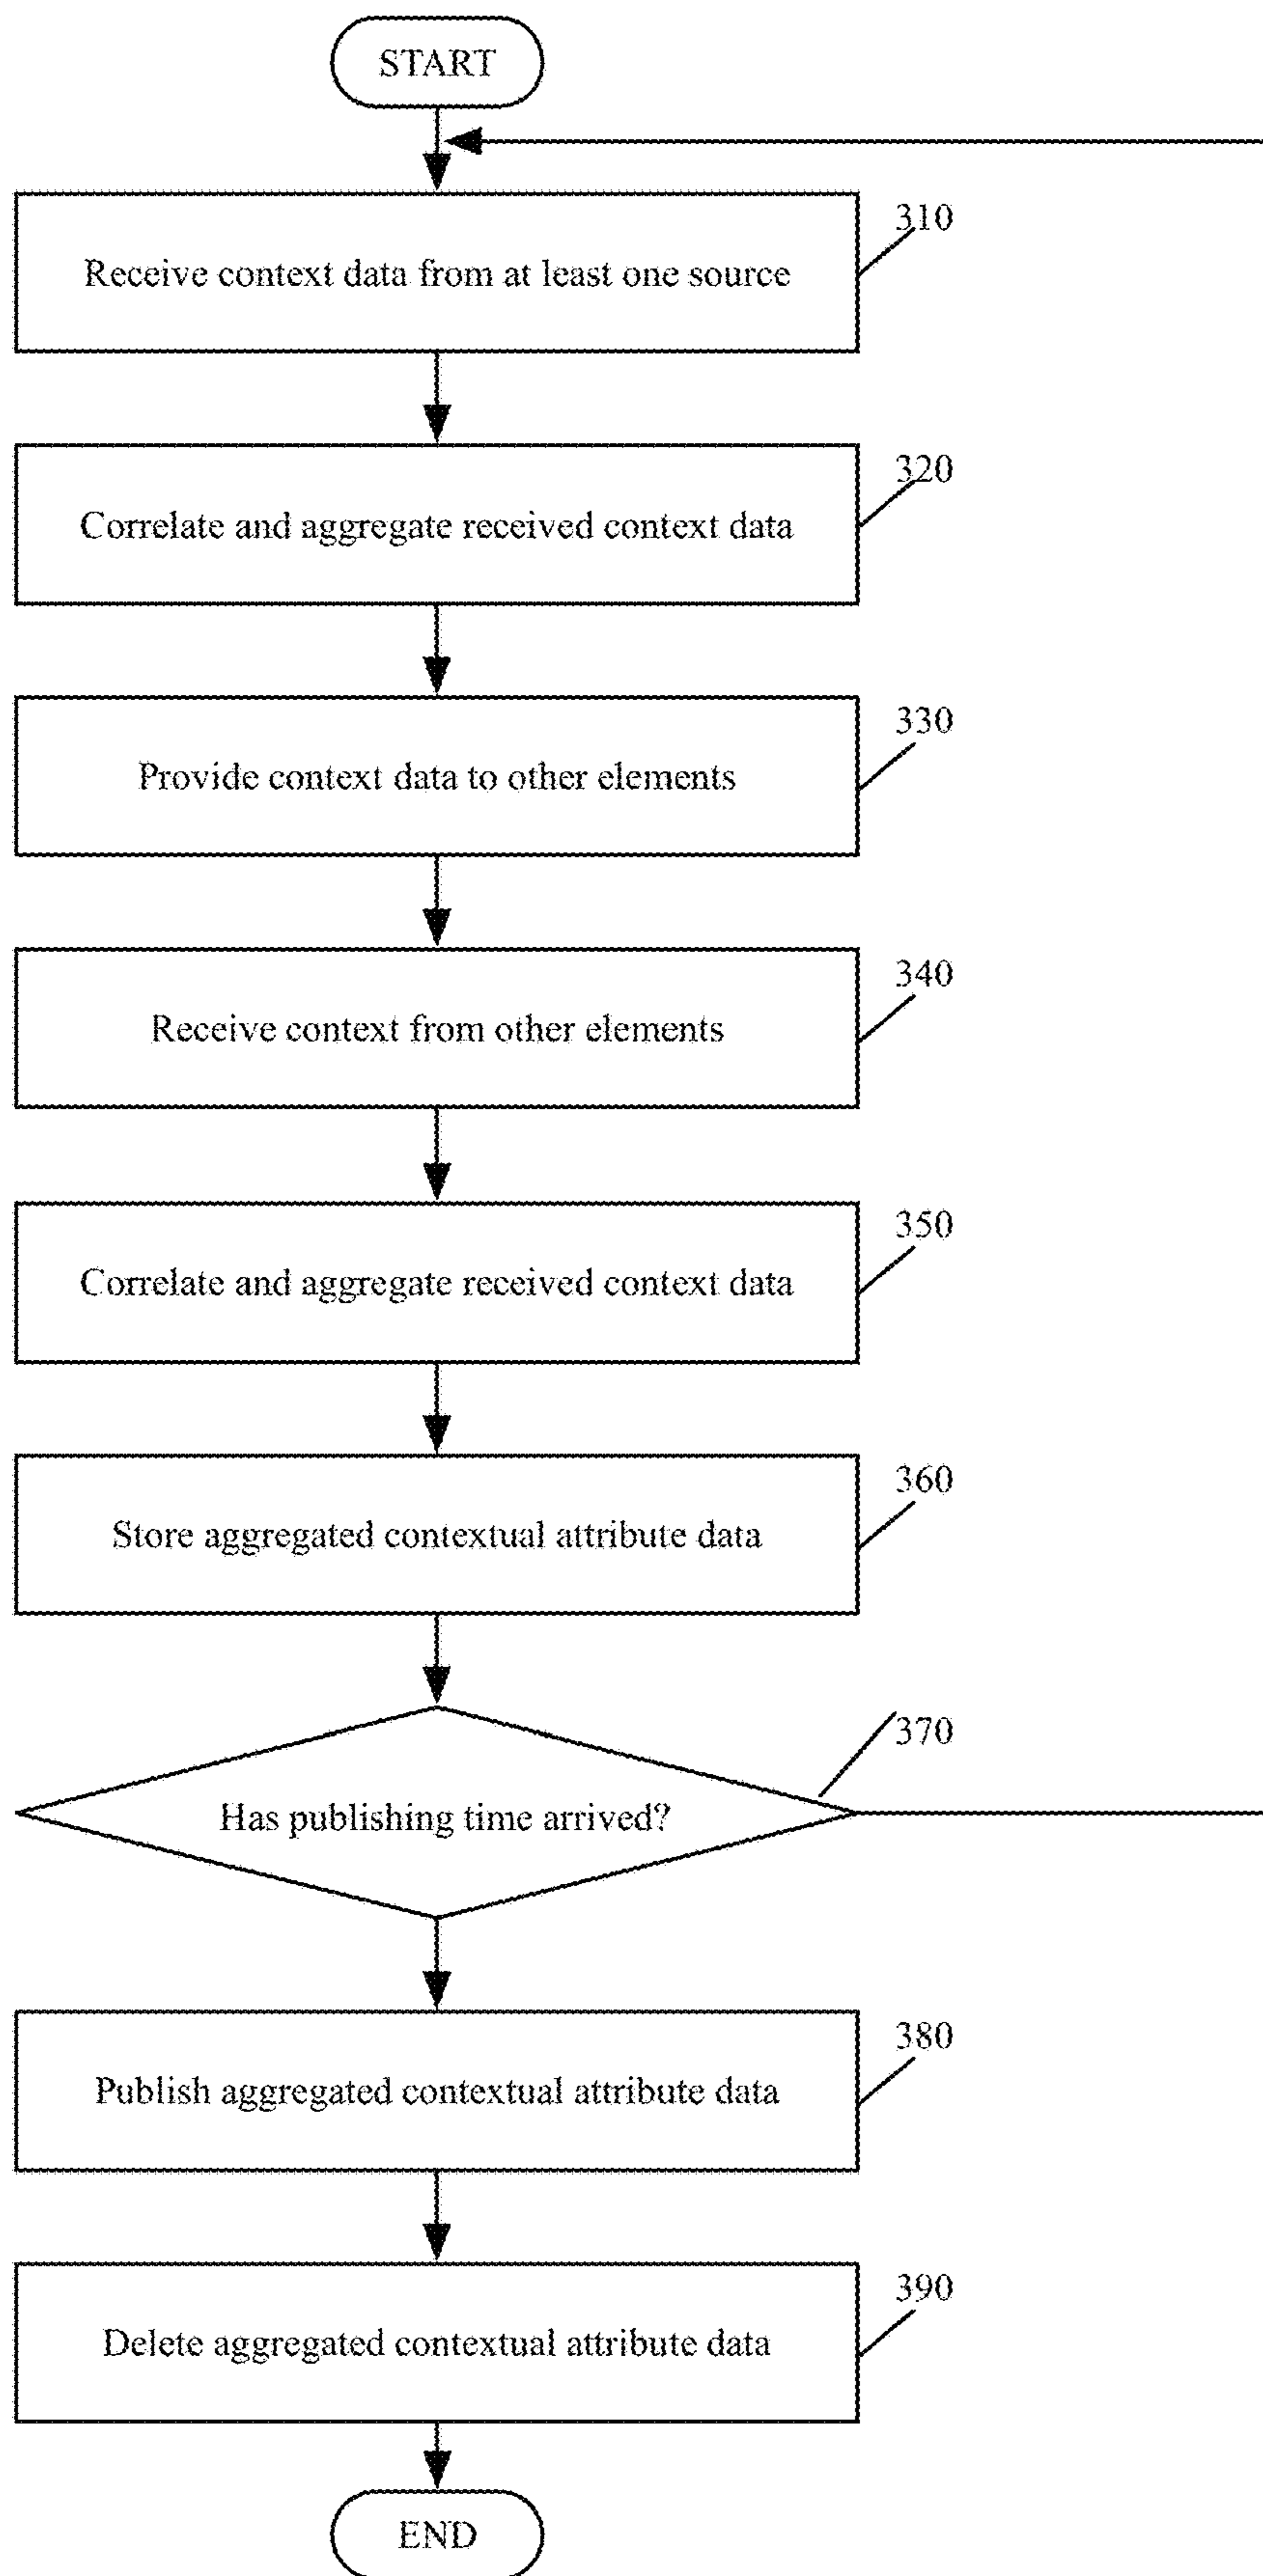 START
310
Receive context data from at least one source
320
Correlate and aggregate received context data
330
Provide context data to other elements
340
Receive context from other elements
350
Correlate and aggregate received context data
360
Store aggregated contextual attribute data
370
Has publishing time arrived?
380
Publish aggregated contextual attribute data
390
Delete aggregated contextual attribute data
END